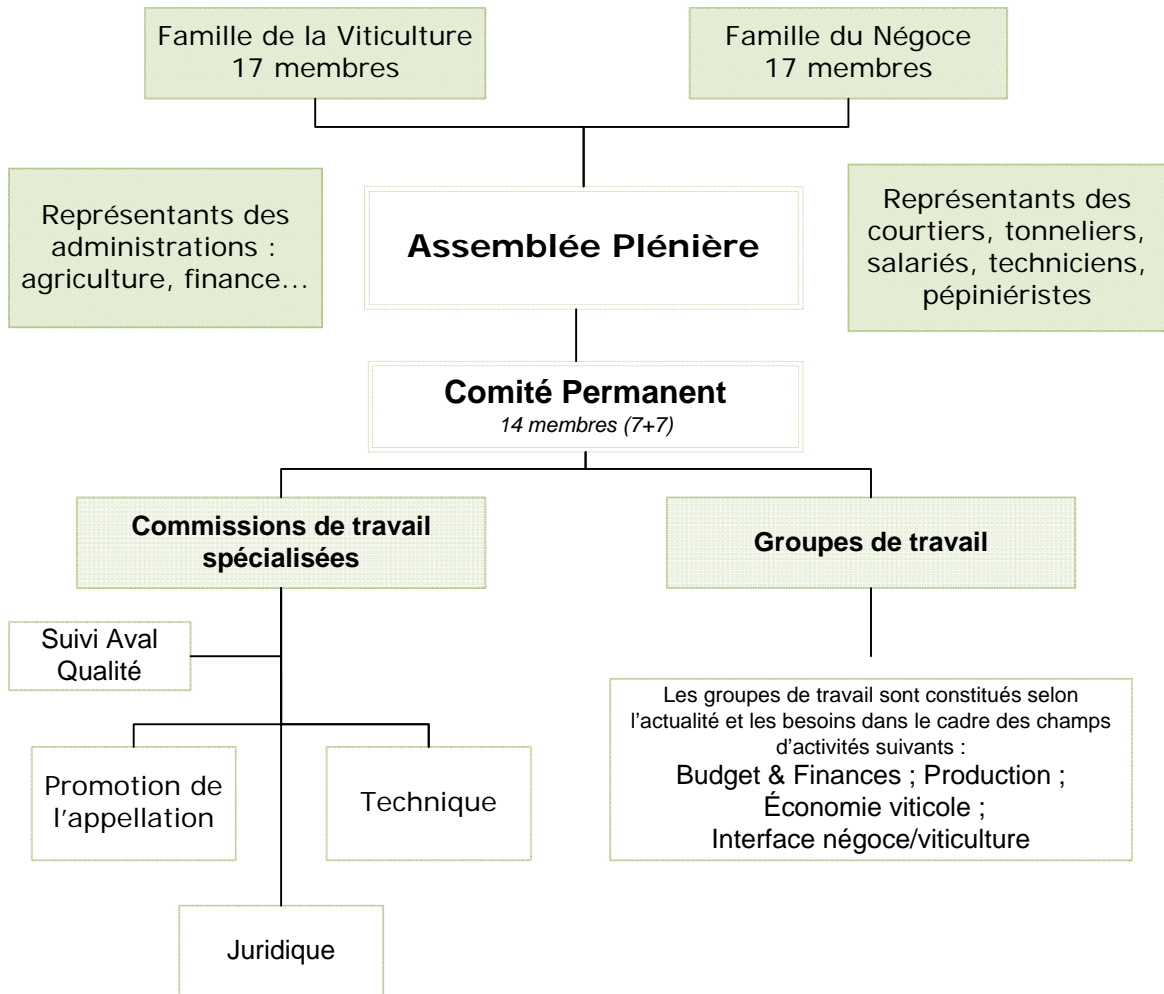 Famille de la Viticulture
17 membres
Famille du Négoce
17 membres
Représentants des
administrations :
agriculture, finance…
Assemblée Plénière
Représentants des
courtiers, tonneliers,
salariés, techniciens,
pépiniéristes
Comité Permanent
14 membres (7+7)
Commissions de travail
spécialisées
Groupes de travail
Suivi Aval
Qualité
Promotion de
l'appellation
Technique
Juridique
Les groupes de travail sont constitués selon
l'actualité et les besoins dans le cadre des champs
d'activités suivants :
Budget & Finances ; Production ;
Économie viticole ;
Interface négoce/viticulture